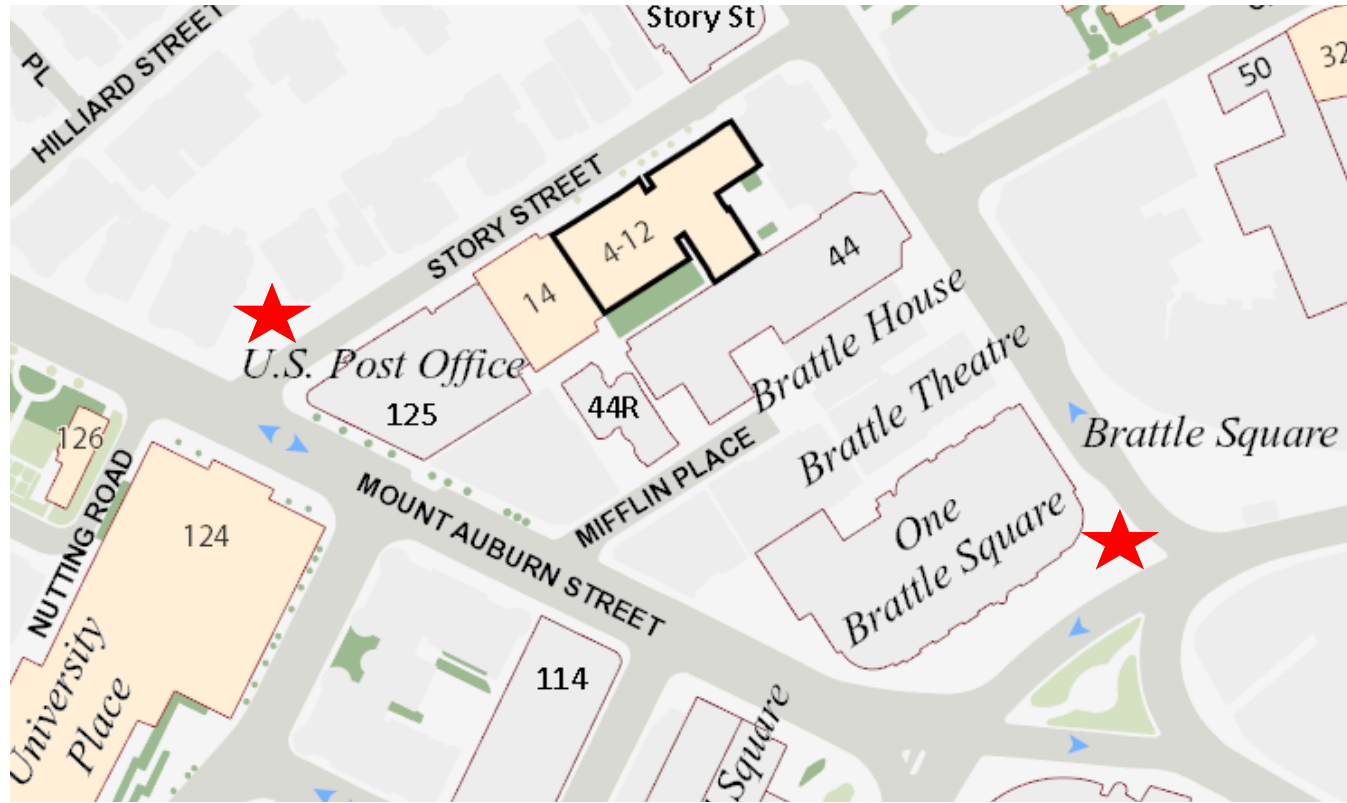 Story St
PL
HILLIARD STREET
50
32
STORY STREET
4-12
14
44
U.S. Post Office
125
44R
Brattle House
Brattle Theatre
Brattle Square
126
NUTTING ROAD
124
MOUNT AUBURN STREET
MIFFLIN PLACE
One
Brattle Square
University
Place
114
Square